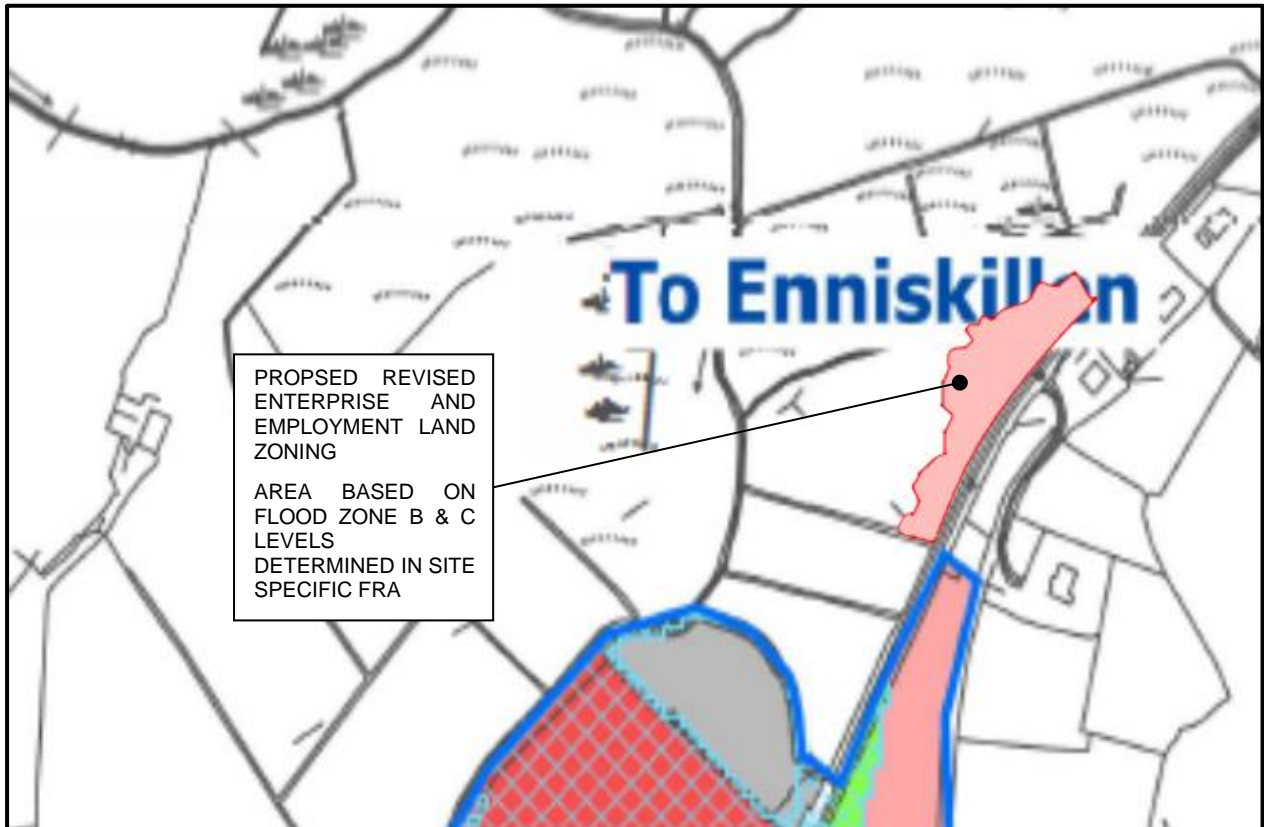 To Enniskillen
PROPSED REVISED
ENTERPRISE AND
EMPLOYMENT LAND
ZONING
AREA BASED ON
FLOOD ZONE B & C
LEVELS
DETERMINED IN SITE
SPECIFIC FRA